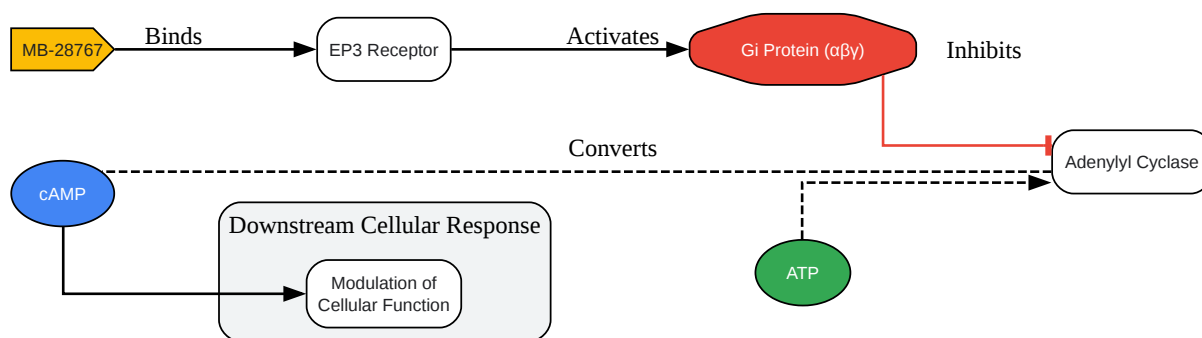 MB-28767
Binds
EP3 Receptor
Activates
Gi Protein (αβγ)
Inhibits
Converts
Adenylyl Cyclase
cAMP
Downstream Cellular Response
ATP
Modulation of
Cellular Function